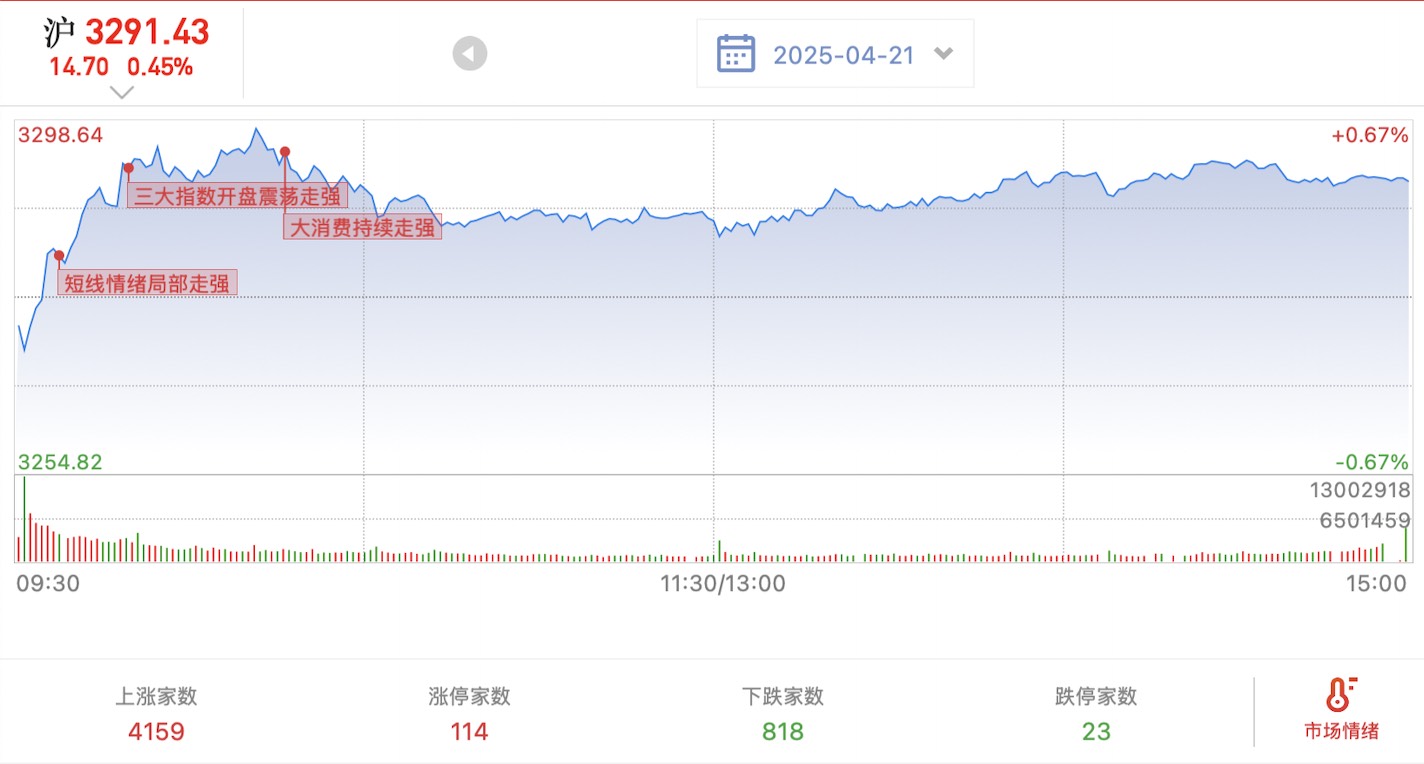 沪 3291.43
14.70 0.45%
2025-04-21
3298.64 +0.67%
三大指数开盘震荡走强
大消费持续走强
短线情绪局部走强
3254.82 -0.67%
13002918
6501459
09:30 11:30/13:00 15:00
上涨家数 涨停家数 下跌家数 跌停家数
4159 114 818 23
市场情绪